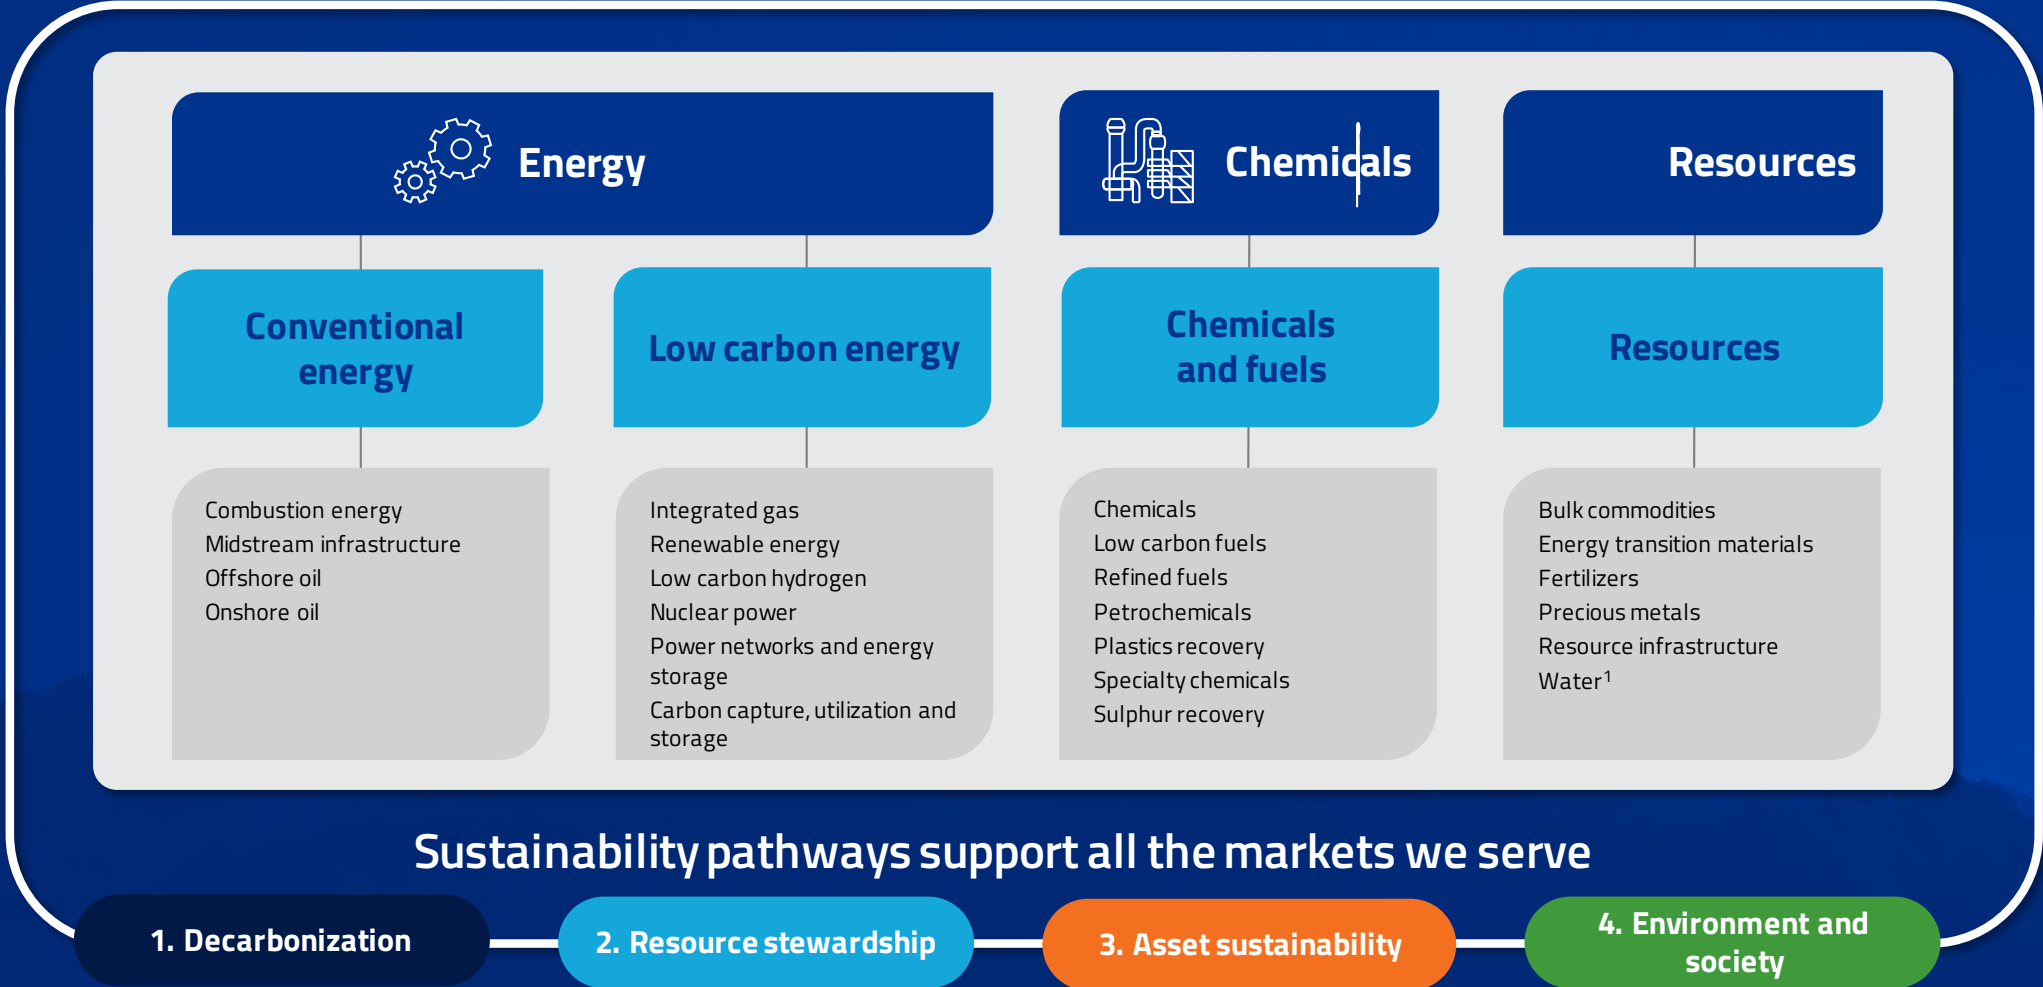 Energy
Chemicals
Resources
Conventional
energy
Low carbon energy
Chemicals
and fuels
Resources
Combustion energy
Midstream infrastructure
Offshore oil
Onshore oil
Integrated gas
Renewable energy
Low carbon hydrogen
Nuclear power
Power networks and energy
storage
Carbon capture, utilization and
storage
Chemicals
Low carbon fuels
Refined fuels
Petrochemicals
Plastics recovery
Specialty chemicals
Sulphur recovery
Bulk commodities
Energy transition materials
Fertilizers
Precious metals
Resource infrastructure
Water¹
Sustainability pathways support all the markets we serve
1. Decarbonization
2. Resource stewardship
3. Asset sustainability
4. Environment and
society